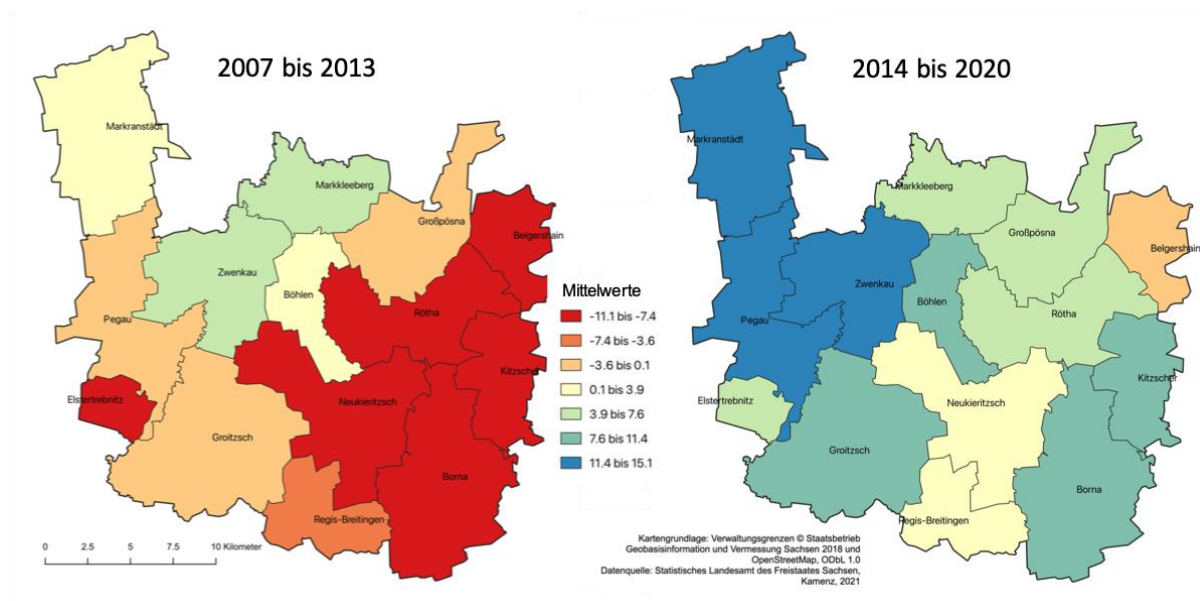 2007 bis 2013
Markranstädt
Markkleeberg
Großpösna
Belgershain
Zwenkau
Böhlen
Rötha
Pegau
Kitzscher
Elstertrebnitz
Neukieritzsch
Groitzsch
Borna
Regis-Breitingen
0 2.5 5 7.5 10 Kilometer
Mittelwerte
-11.1 bis -7.4
-7.4 bis -3.6
-3.6 bis 0.1
0.1 bis 3.9
3.9 bis 7.6
7.6 bis 11.4
11.4 bis 15.1
2014 bis 2020
Markranstädt
Markkleeberg
Großpösna
Belgershain
Zwenkau
Böhlen
Rötha
Pegau
Kitzscher
Elstertrebnitz
Neukieritzsch
Groitzsch
Borna
Regis-Breitingen
Kartengrundlage: Verwaltungsgrenzen © Staatsbetrieb
Geobasisinformation und Vermessung Sachsen 2018 und
OpenStreetMap, ODbL 1.0
Datenquelle: Statistisches Landesamt des Freistaates Sachsen,
Kamenz, 2021